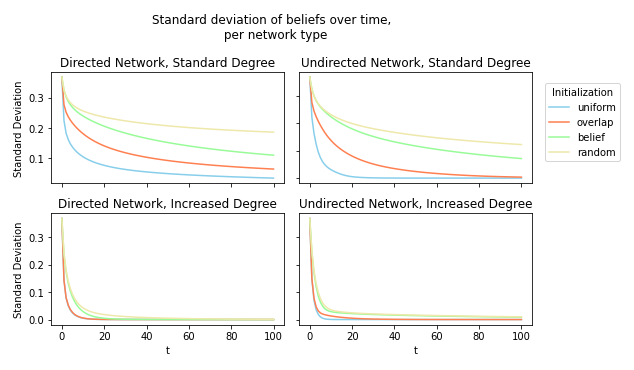 Standard deviation of beliefs over time,
per network type
Directed Network, Standard Degree
Undirected Network, Standard Degree
Standard Deviation
0.3
0.2
0.1
Initialization
uniform
overlap
belief
random
Directed Network, Increased Degree
Undirected Network, Increased Degree
Standard Deviation
0.3
0.2
0.1
0.0
0 20 40 60 80 100
0 20 40 60 80 100
t
t